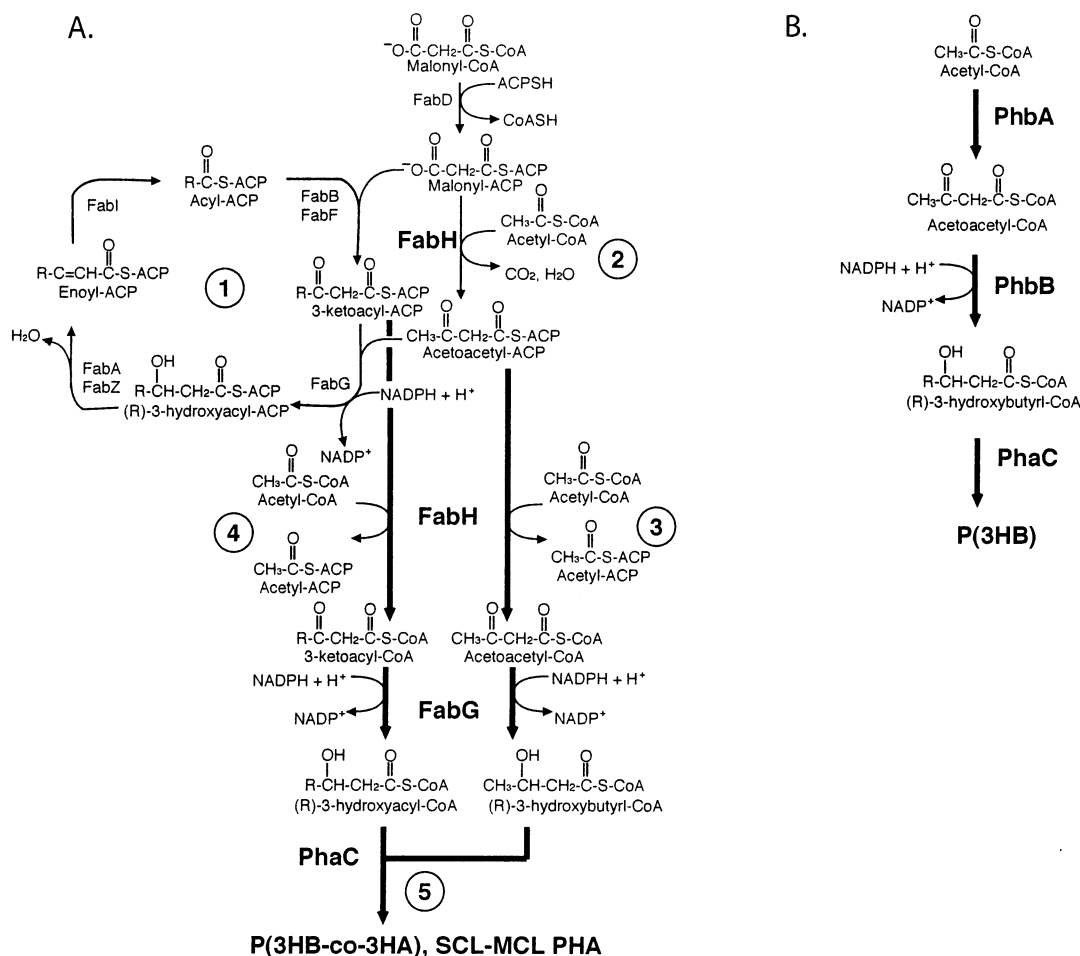 A.
O O
⁻O-C-CH2-C-S-CoA
Malonyl-CoA
FabD
ACPSH
CoASH
O O
⁻O-C-CH2-C-S-ACP
Malonyl-ACP
O
R-C-S-ACP
Acyl-ACP
FabI
FabB
FabF
FabH
O
CH3-C-S-CoA
Acetyl-CoA
2
CO2, H2O
O
R-C=CH-C-S-ACP
Enoyl-ACP
1
O O
R-C-CH2-C-S-ACP
3-ketoacyl-ACP
O O
CH3-C-CH2-C-S-ACP
Acetoacetyl-ACP
H2O
FabA
FabZ
OH O
R-CH-CH2-C-S-ACP
(R)-3-hydroxyacyl-ACP
FabG
NADPH + H+
NADP+
O
CH3-C-S-CoA
Acetyl-CoA
4
O
CH3-C-S-ACP
Acetyl-ACP
FabH
O
CH3-C-S-CoA
Acetyl-CoA
3
O
CH3-C-S-ACP
Acetyl-ACP
O O
R-C-CH2-C-S-CoA
3-ketoacyl-CoA
O O
CH3-C-CH2-C-S-CoA
Acetoacetyl-CoA
NADPH + H+
NADP+
FabG
NADPH + H+
NADP+
OH O
R-CH-CH2-C-S-CoA
(R)-3-hydroxyacyl-CoA
OH O
CH3-CH-CH2-C-S-CoA
(R)-3-hydroxybutyrl-CoA
PhaC
5
P(3HB-co-3HA), SCL-MCL PHA
B.
O
CH3-C-S-CoA
Acetyl-CoA
PhbA
O O
CH3-C-CH2-C-S-CoA
Acetoacetyl-CoA
NADPH + H+
NADP+
PhbB
OH O
R-CH-CH2-C-S-CoA
(R)-3-hydroxybutyrl-CoA
PhaC
P(3HB)